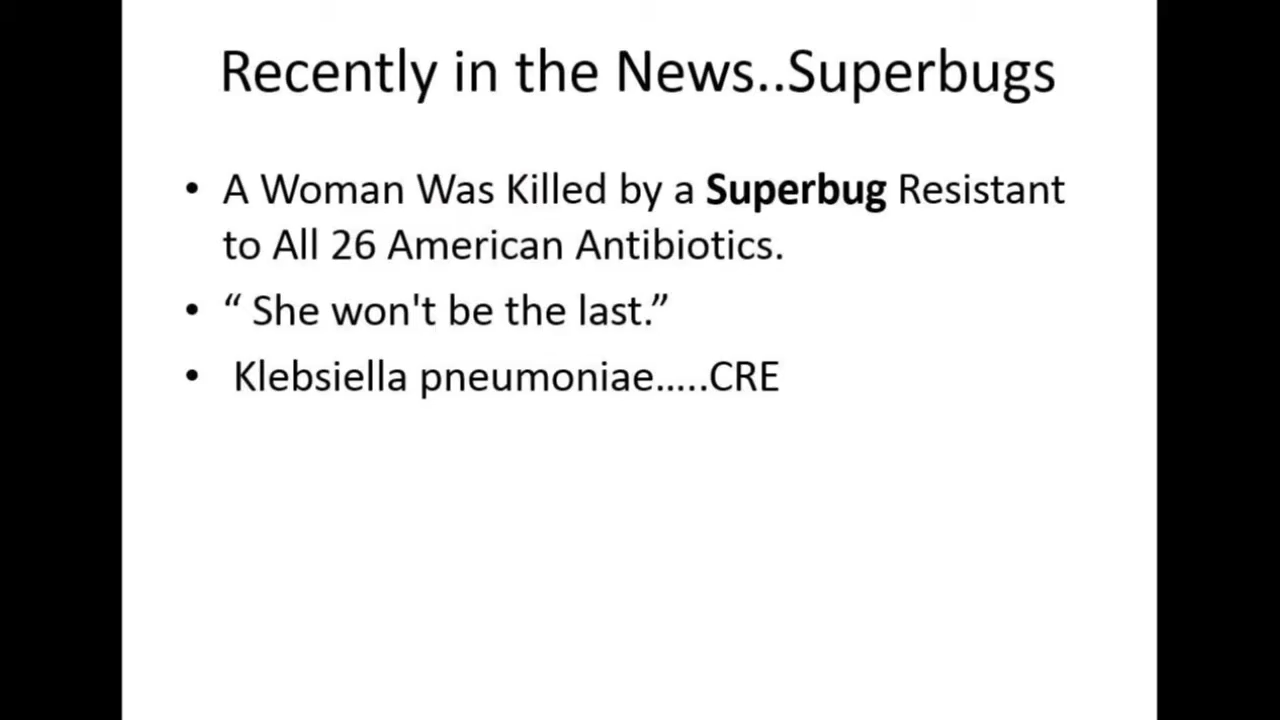 Recently in the News..Superbugs
• A Woman Was Killed by a Superbug Resistant
to All 26 American Antibiotics.
• “ She won't be the last.”
• Klebsiella pneumoniae…..CRE